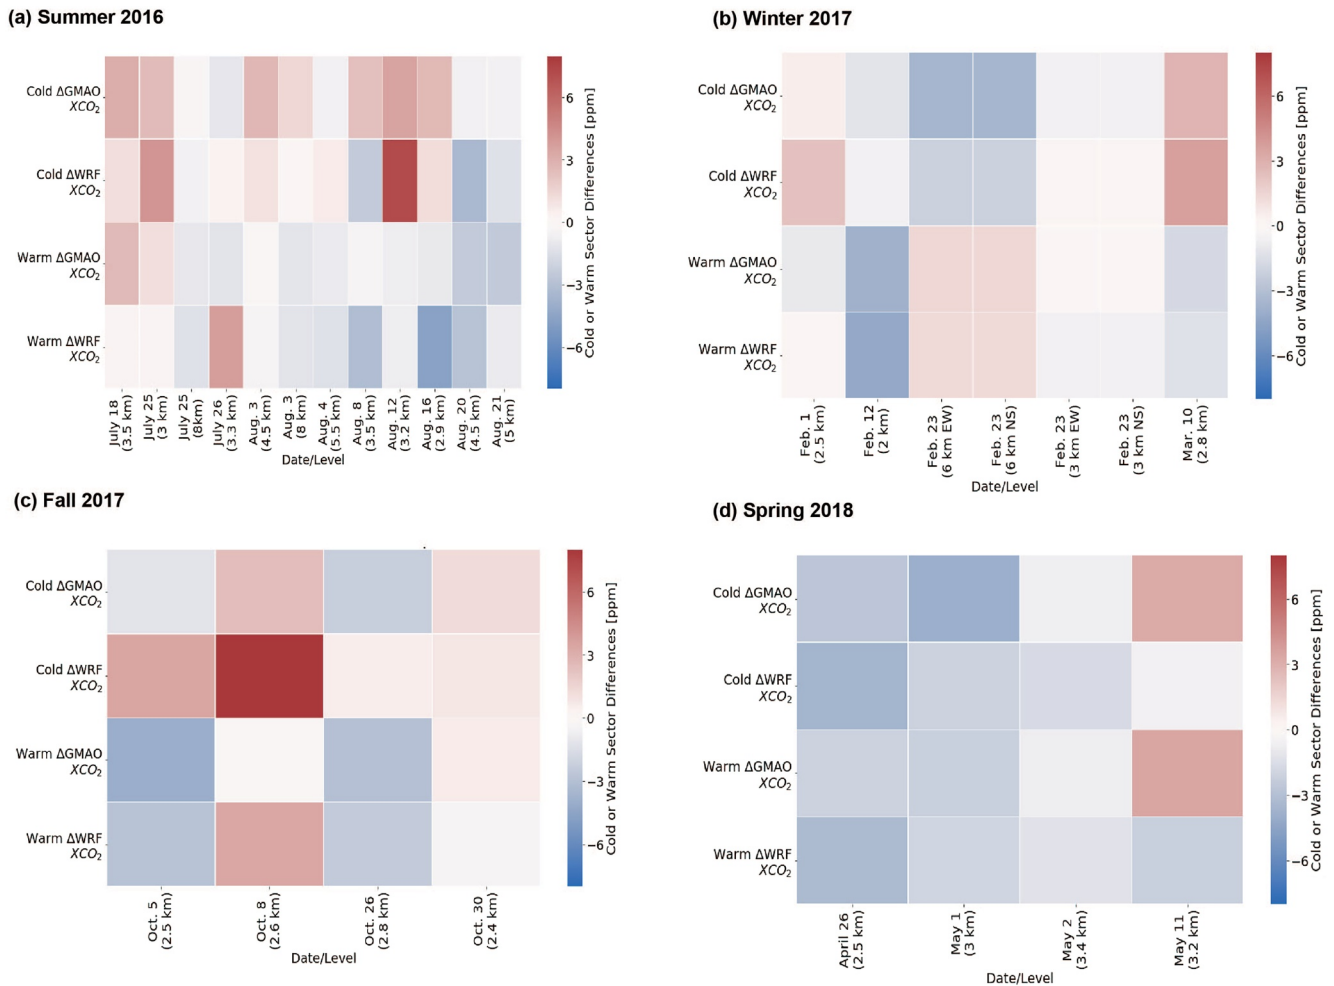 (a) Summer 2016
Cold ΔGMAO
XCO2
Cold ΔWRF
XCO2
Warm ΔGMAO
XCO2
Warm ΔWRF
XCO2
July 18
(3.5 km)
July 25
(3 km)
July 25
(8km)
July 26
(3.3 km)
Aug. 3
(4.5 km)
Aug. 3
(8 km)
Aug. 4
(5.5 km)
Aug. 8
(3.5 km)
Aug. 12
(3.2 km)
Aug. 16
(2.9 km)
Aug. 20
(4.5 km)
Aug. 21
(5 km)
Date/Level
6
3
0
−3
−6
Cold or Warm Sector Differences [ppm]
(b) Winter 2017
Cold ΔGMAO
XCO2
Cold ΔWRF
XCO2
Warm ΔGMAO
XCO2
Warm ΔWRF
XCO2
Feb. 1
(2.5 km)
Feb. 12
(2 km)
Feb. 23
(6 km EW)
Feb. 23
(6 km NS)
Feb. 23
(3 km EW)
Feb. 23
(3 km NS)
Mar. 10
(2.8 km)
Date/Level
6
3
0
−3
−6
Cold or Warm Sector Differences [ppm]
(c) Fall 2017
Cold ΔGMAO
XCO2
Cold ΔWRF
XCO2
Warm ΔGMAO
XCO2
Warm ΔWRF
XCO2
Oct. 5
(2.5 km)
Oct. 8
(2.6 km)
Oct. 26
(2.8 km)
Oct. 30
(2.4 km)
Date/Level
6
3
0
−3
−6
Cold or Warm Sector Differences [ppm]
(d) Spring 2018
Cold ΔGMAO
XCO2
Cold ΔWRF
XCO2
Warm ΔGMAO
XCO2
Warm ΔWRF
XCO2
April 26
(2.5 km)
May 1
(3 km)
May 2
(3.4 km)
May 11
(3.2 km)
Date/Level
6
3
0
−3
−6
Cold or Warm Sector Differences [ppm]